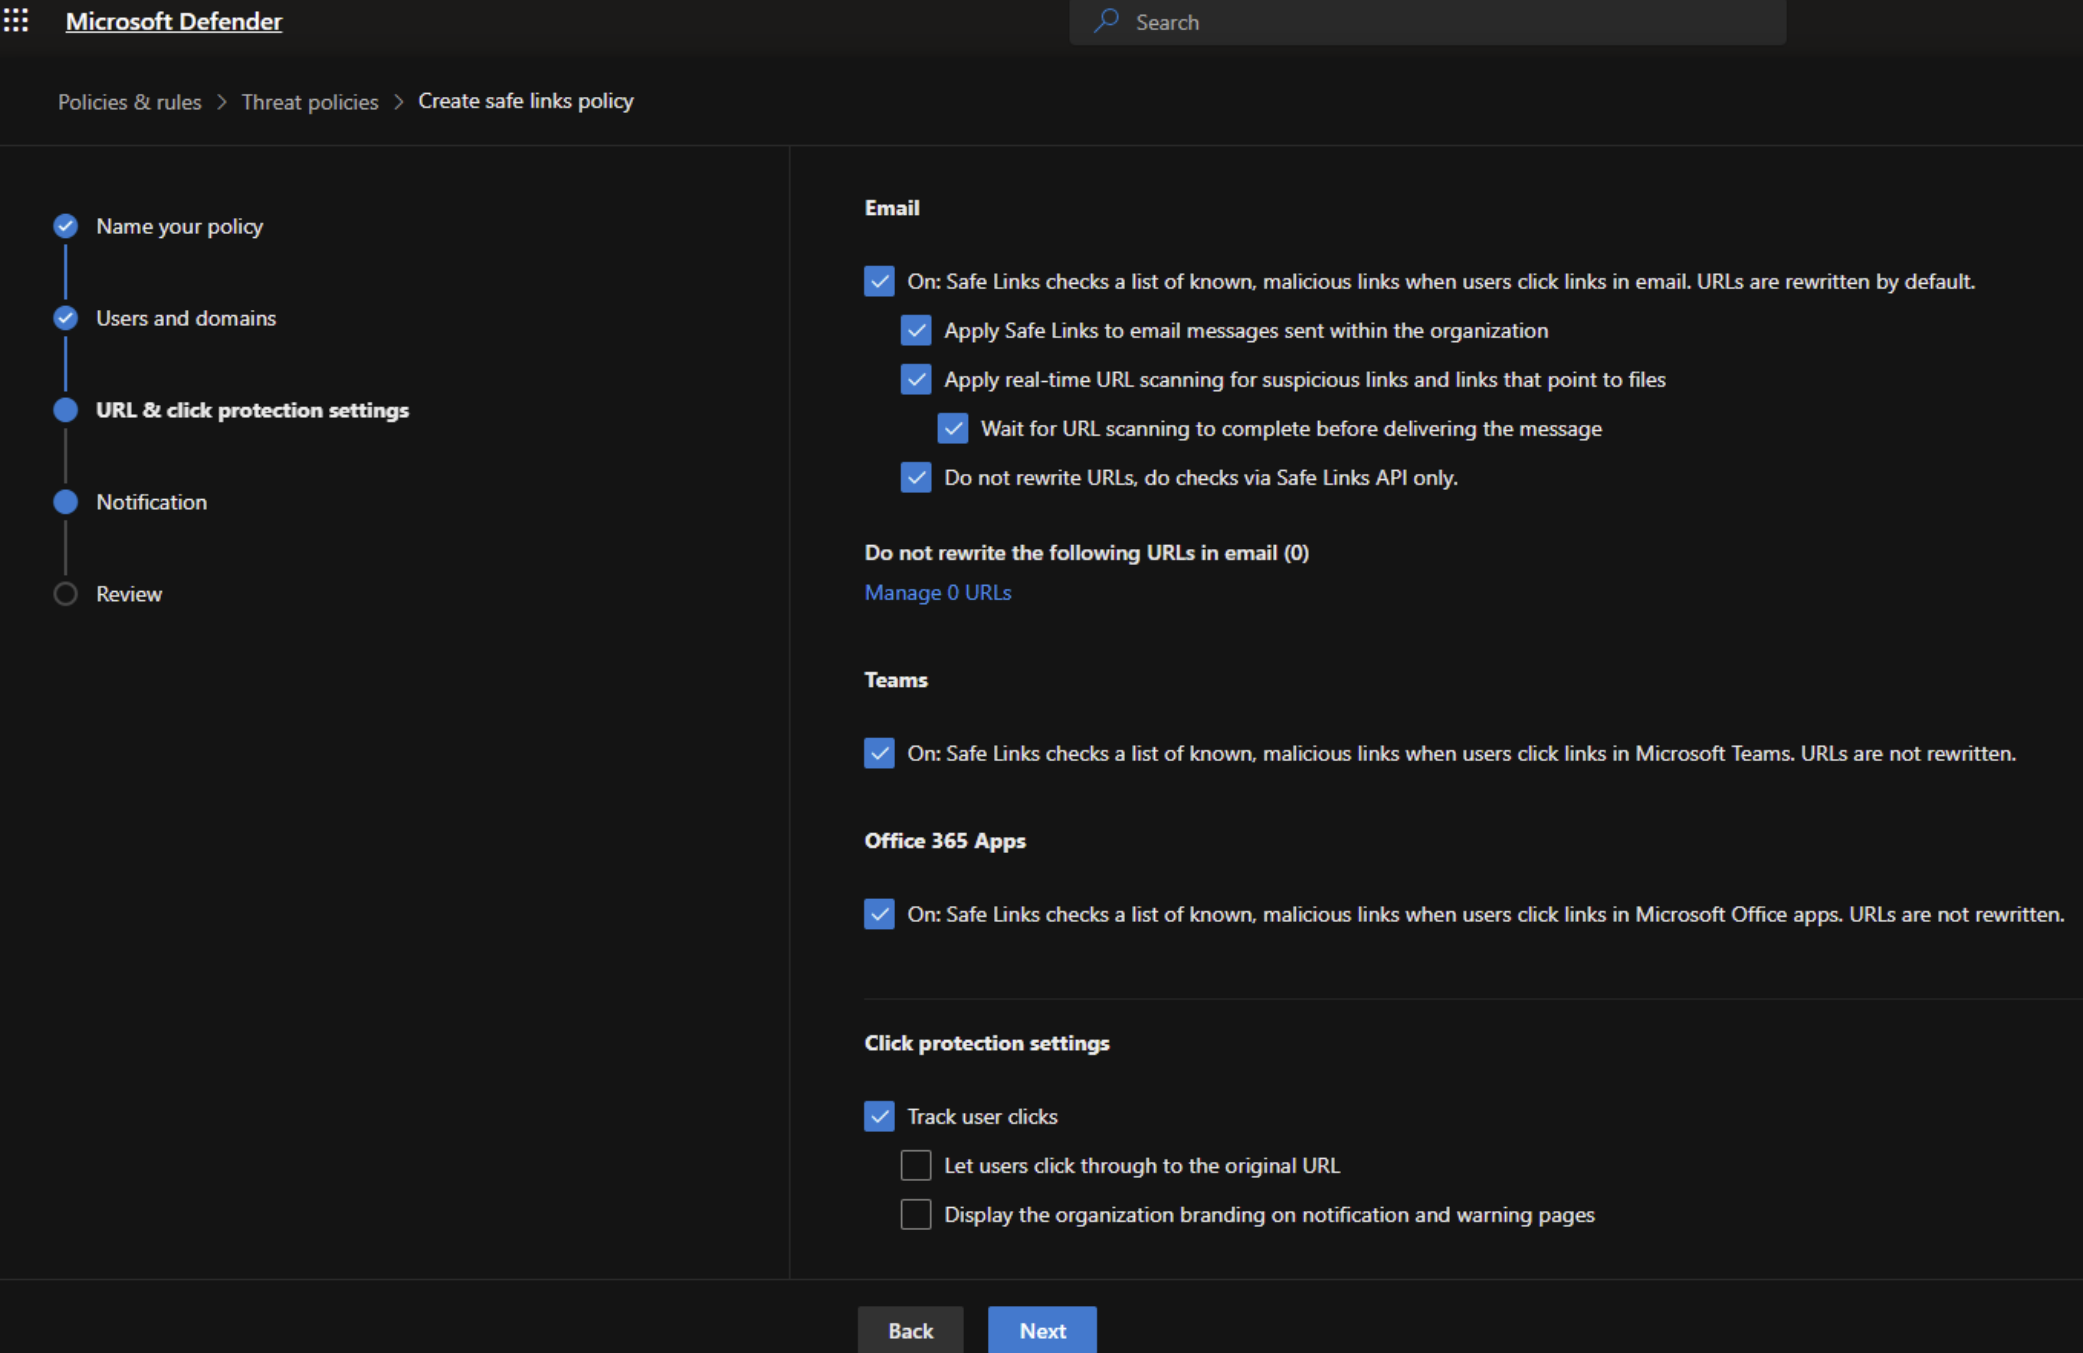 Microsoft Defender
Search
Policies & rules > Threat policies > Create safe links policy
Name your policy
Users and domains
URL & click protection settings
Notification
Review
Email
On: Safe Links checks a list of known, malicious links when users click links in email. URLs are rewritten by default.
Apply Safe Links to email messages sent within the organization
Apply real-time URL scanning for suspicious links and links that point to files
Wait for URL scanning to complete before delivering the message
Do not rewrite URLs, do checks via Safe Links API only.
Do not rewrite the following URLs in email (0)
Manage 0 URLs
Teams
On: Safe Links checks a list of known, malicious links when users click links in Microsoft Teams. URLs are not rewritten.
Office 365 Apps
On: Safe Links checks a list of known, malicious links when users click links in Microsoft Office apps. URLs are not rewritten.
Click protection settings
Track user clicks
Let users click through to the original URL
Display the organization branding on notification and warning pages
Back
Next